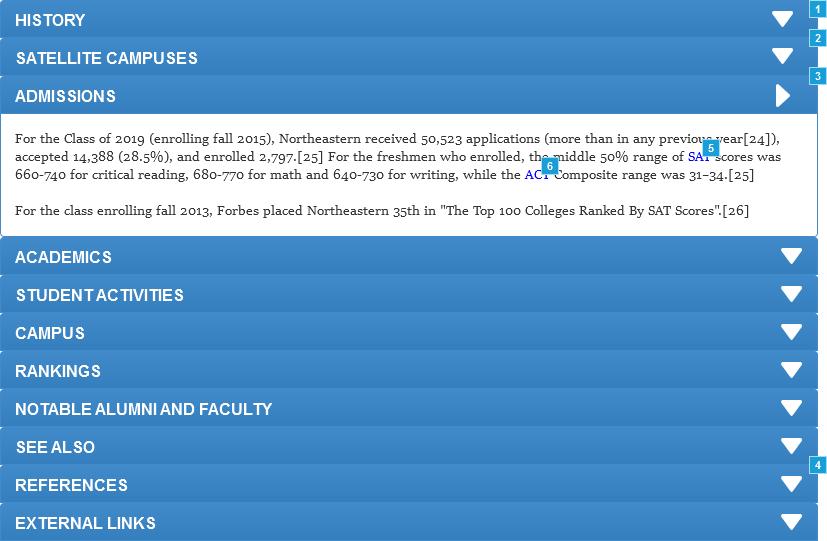 HISTORY
1
SATELLITE CAMPUSES
2
ADMISSIONS
3
For the Class of 2019 (enrolling fall 2015), Northeastern received 50,523 applications (more than in any previous year[24]),
5
accepted 14,388 (28.5%), and enrolled 2,797.[25] For the freshmen who enrolled, the middle 50% range of SAT scores was
6
660-740 for critical reading, 680-770 for math and 640-730 for writing, while the ACT Composite range was 31–34.[25]
For the class enrolling fall 2013, Forbes placed Northeastern 35th in "The Top 100 Colleges Ranked By SAT Scores".[26]
ACADEMICS
STUDENT ACTIVITIES
CAMPUS
RANKINGS
NOTABLE ALUMNI AND FACULTY
SEE ALSO
4
REFERENCES
EXTERNAL LINKS